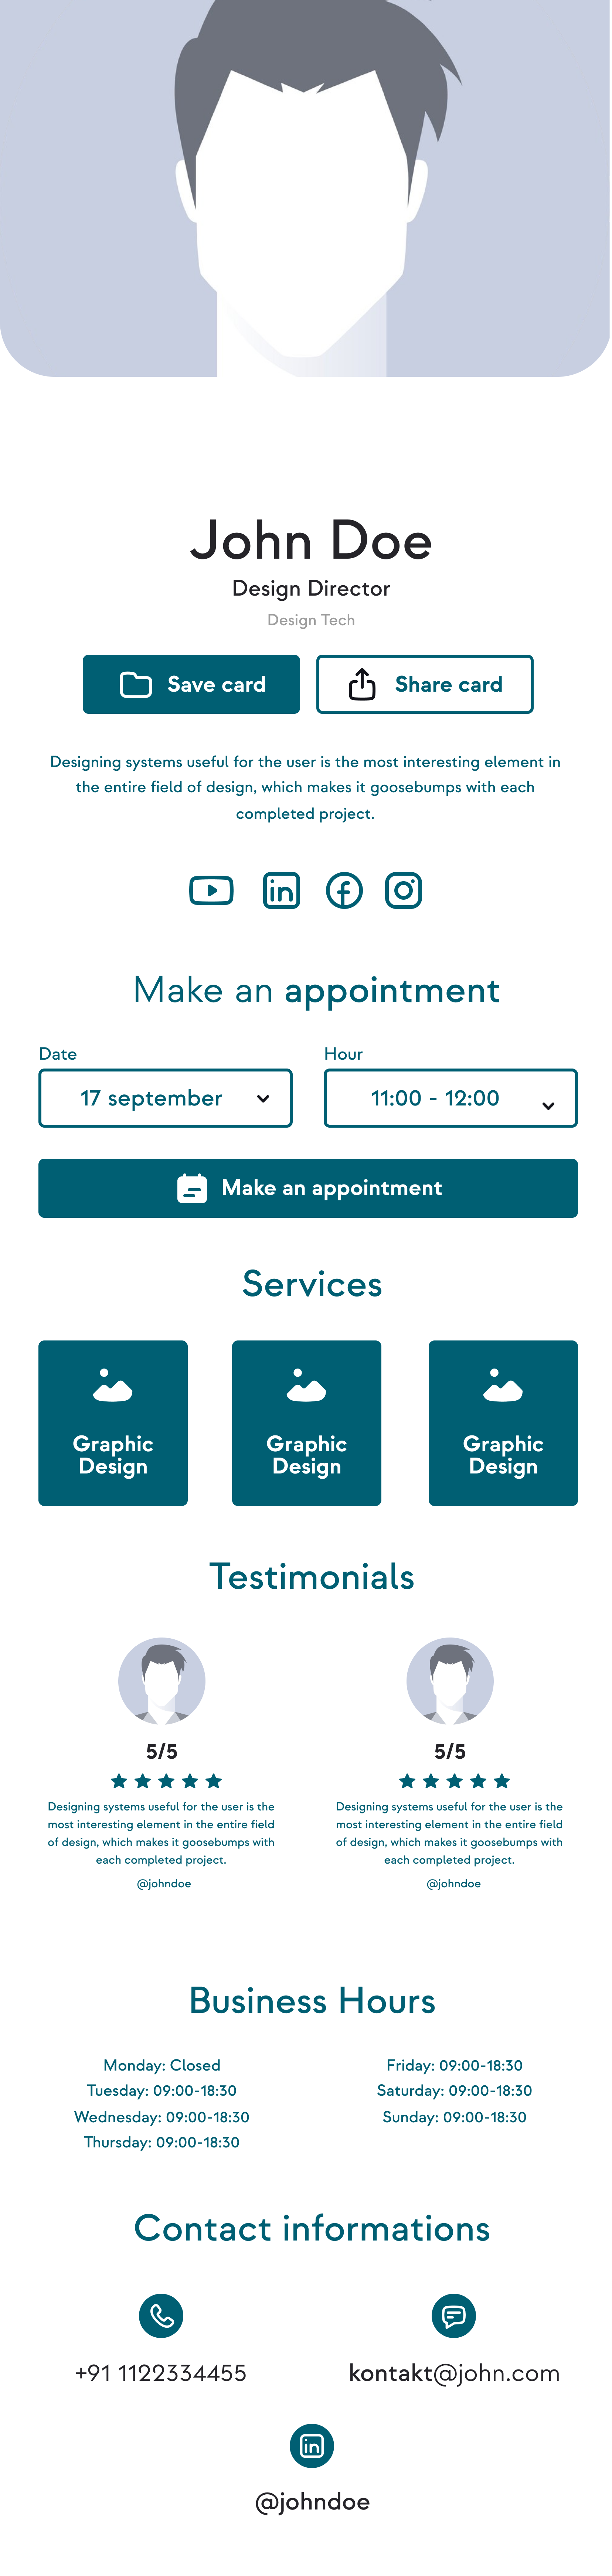 John Doe
Design Director
Design Tech
Save card
Share card
Designing systems useful for the user is the most interesting element in
the entire field of design, which makes it goosebumps with each
completed project.
Make an appointment
Date
Hour
17 september
11:00 - 12:00
Make an appointment
Services
Graphic
Design
Graphic
Design
Graphic
Design
Testimonials
5/5
Designing systems useful for the user is the
most interesting element in the entire field
of design, which makes it goosebumps with
each completed project.
@johndoe
5/5
Designing systems useful for the user is the
most interesting element in the entire field
of design, which makes it goosebumps with
each completed project.
@johndoe
Business Hours
Monday: Closed
Tuesday: 09:00-18:30
Wednesday: 09:00-18:30
Thursday: 09:00-18:30
Friday: 09:00-18:30
Saturday: 09:00-18:30
Sunday: 09:00-18:30
Contact informations
+91 1122334455
kontakt@john.com
@johndoe